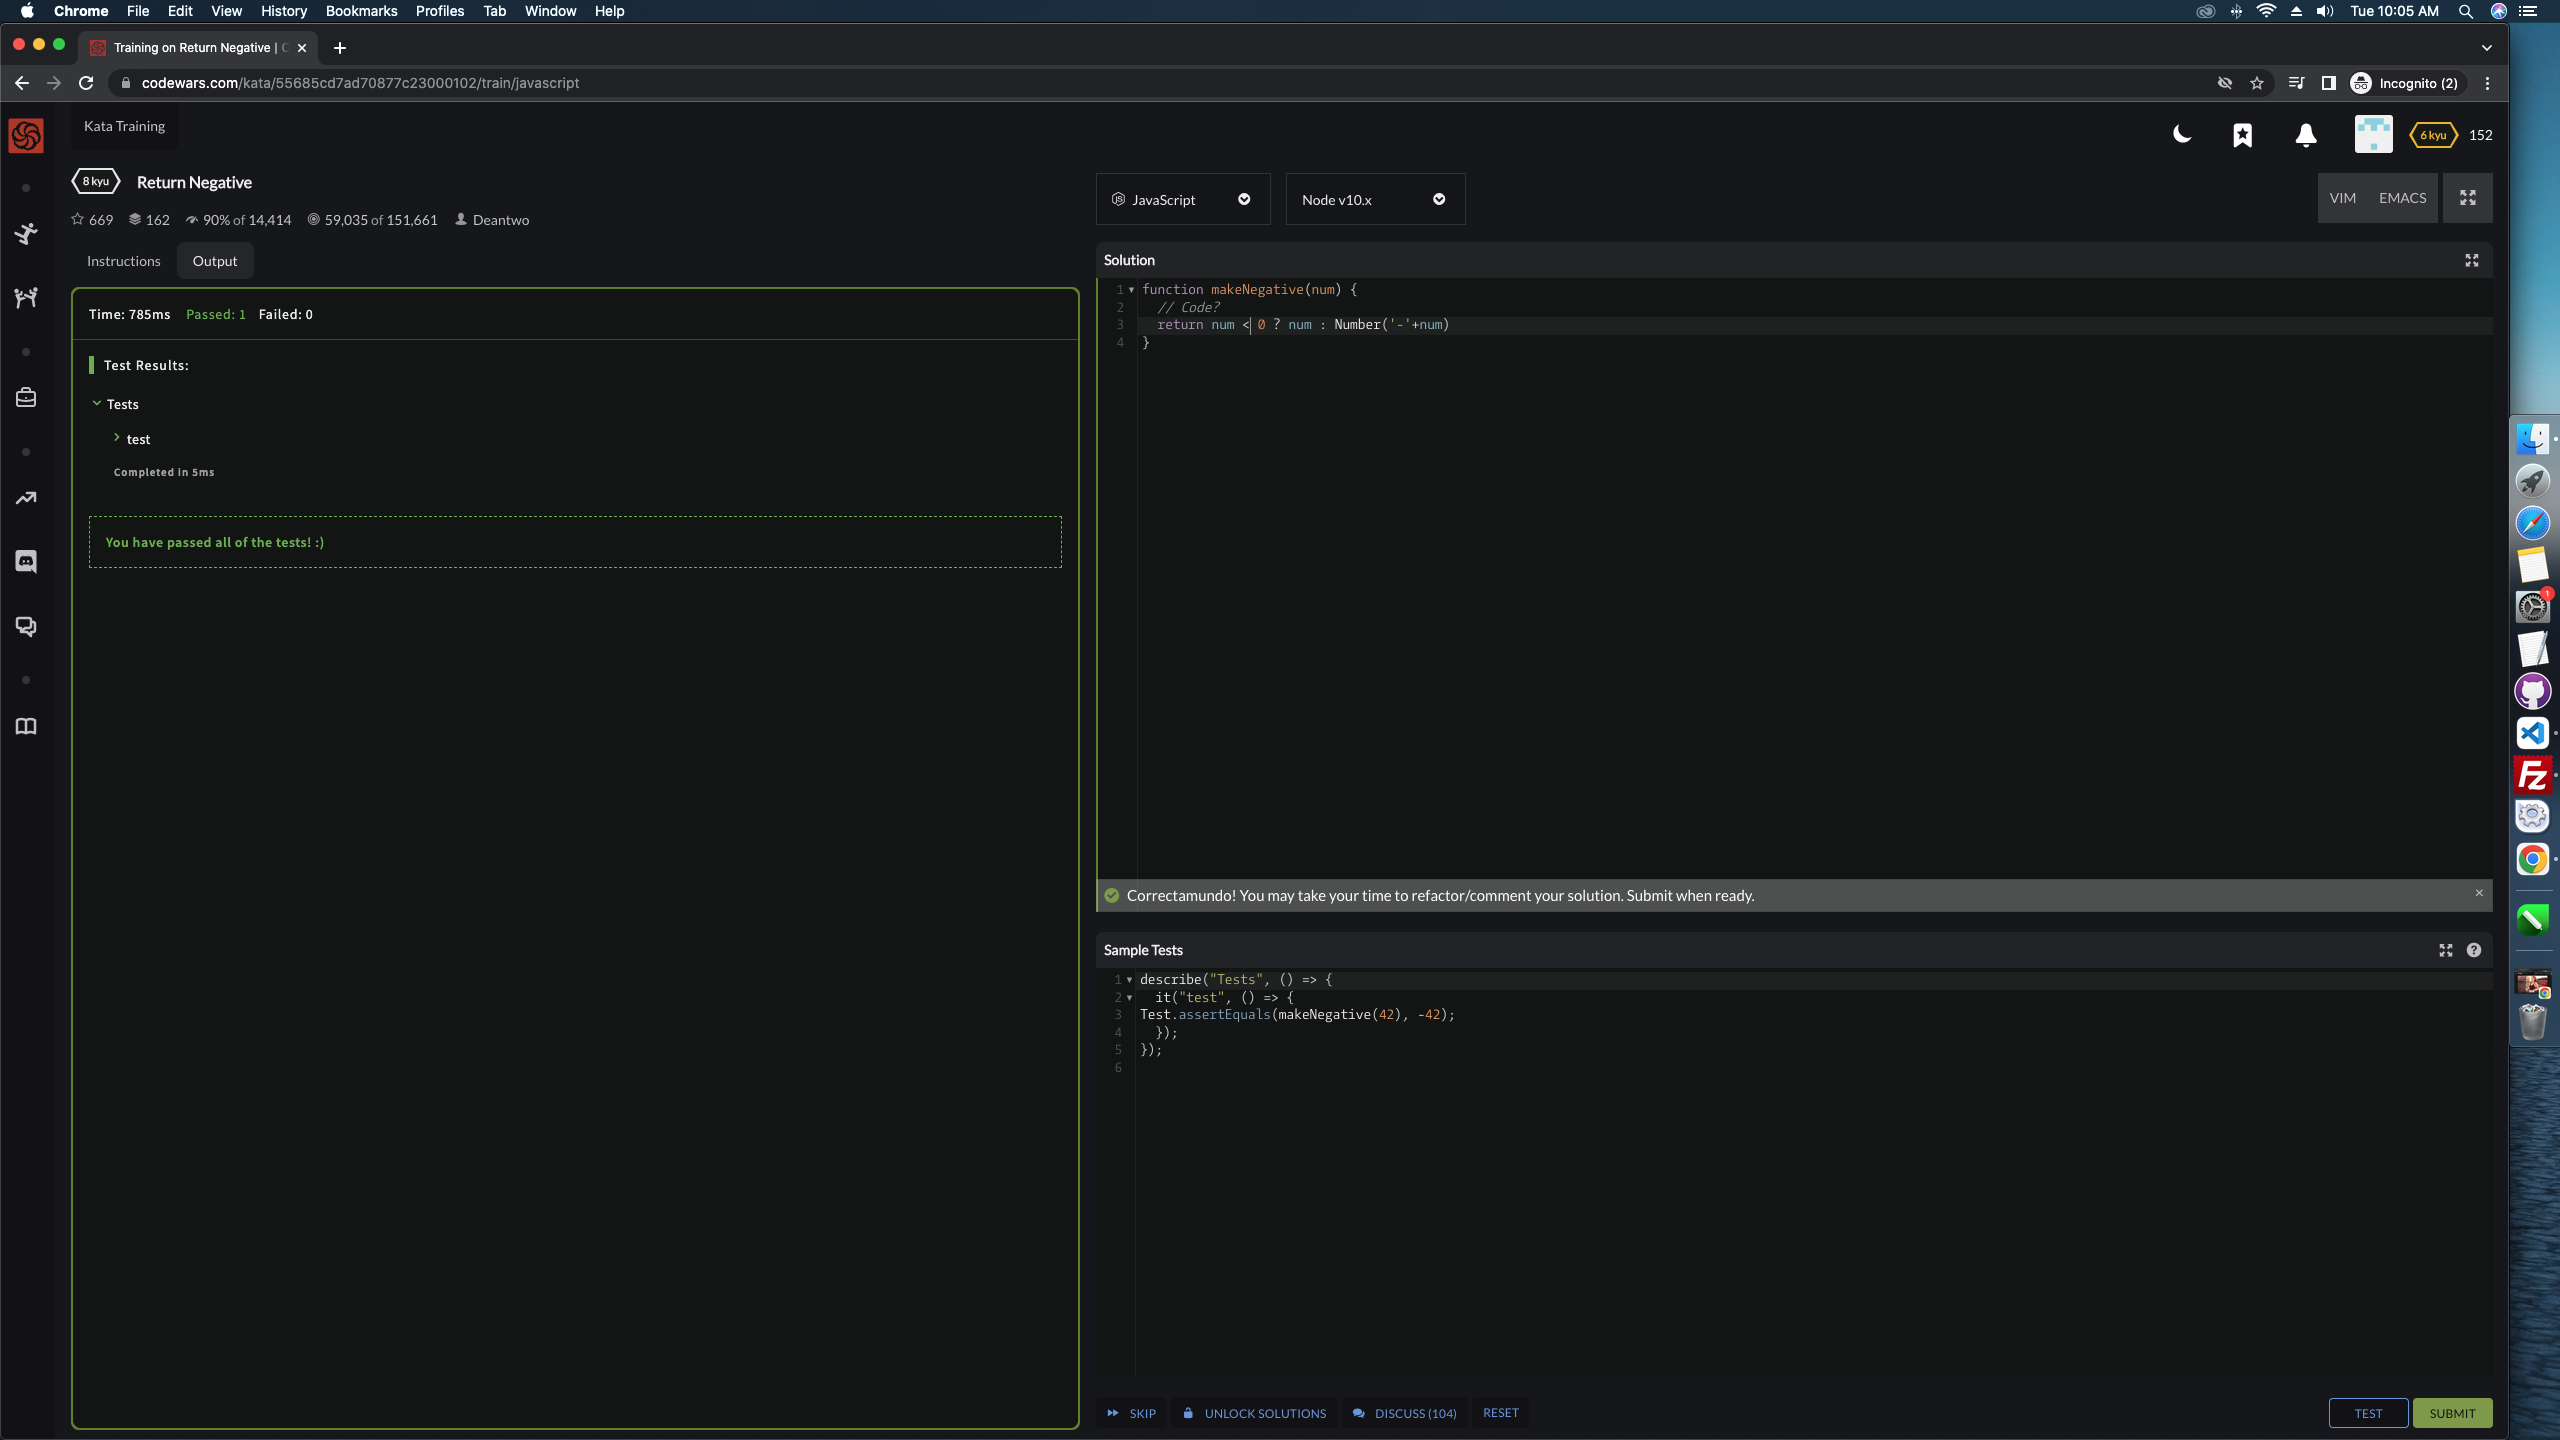 Chrome File Edit View History Bookmarks Profiles Tab Window Help
Tue 10:05 AM
Training on Return Negative | C
codewars.com/kata/55685cd7ad70877c23000102/train/javascript
Incognito (2)
Kata Training
6 kyu 152
8 kyu Return Negative
669 162 90% of 14,414 59,035 of 151,661 Deantwo
JavaScript
Node v10.x
VIM EMACS
Instructions Output
Time: 785ms Passed: 1 Failed: 0
Test Results:
Tests
test
Completed in 5ms
You have passed all of the tests! :)
Solution
1 function makeNegative(num) {
2 // Code?
3 return num < 0 ? num : Number('-'+num)
4 }
Correctamundo! You may take your time to refactor/comment your solution. Submit when ready.
Sample Tests
1 describe("Tests", () => {
2 it("test", () => {
3 Test.assertEquals(makeNegative(42), -42);
4 });
5 });
6
SKIP UNLOCK SOLUTIONS DISCUSS (104) RESET
TEST SUBMIT
1
Fz